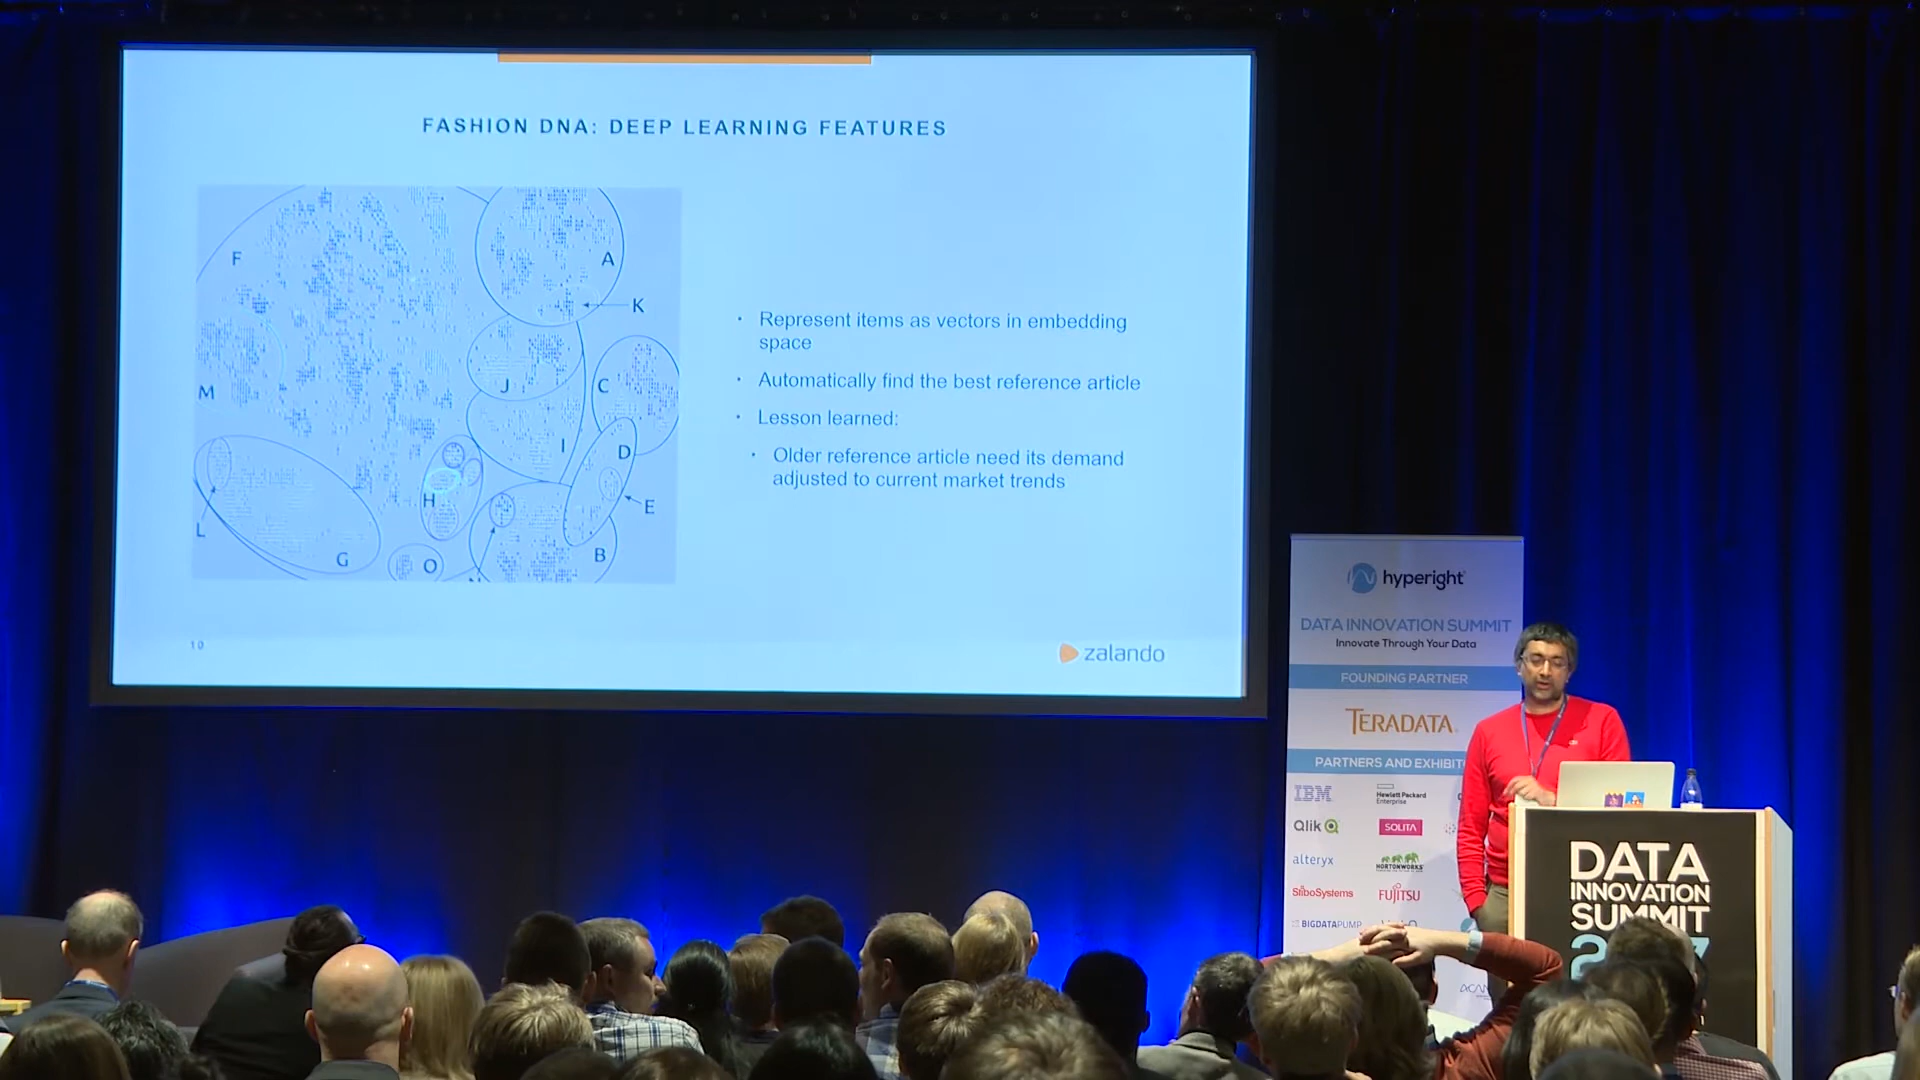 FASHION DNA: DEEP LEARNING FEATURES
F
A
K
J
C
M
I
D
H
E
L
G
O
B
N
• Represent items as vectors in embedding
space
• Automatically find the best reference article
• Lesson learned:
• Older reference article need its demand
adjusted to current market trends
10
zalando
hyperight
DATA INNOVATION SUMMIT
Innovate Through Your Data
FOUNDING PARTNER
TERADATA
PARTNERS AND EXHIBIT
IBM
Hewlett Packard
Enterprise
Qlik
SOLITA
alteryx
HORTONWORKS
StiboSystems
FUJITSU
BIGDATAPUMP
DATA
INNOVATION
SUMMIT